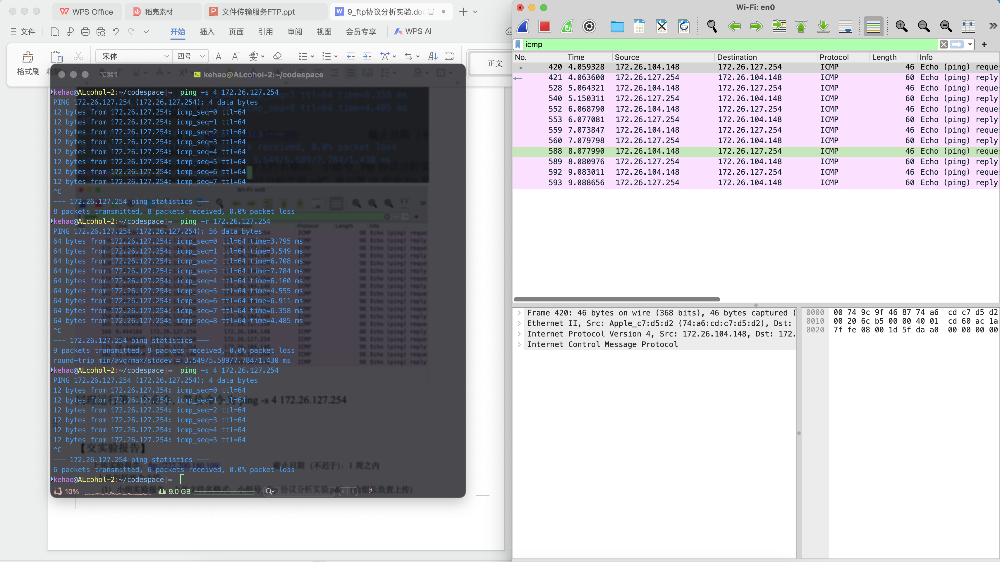 WPS Office
稻壳素材
文件传输服务FTP.ppt
9_ftp协议分析实验.doc
文件
开始
插入
页面
引用
审阅
视图
会员专享
WPS AI
宋体
四号
格式刷
正文
⌥⌘1
kehao@ALcohol-2:~/codespace
kehao@ALcohol-2:~/codespace|⇒ ping -s 4 172.26.127.254
PING 172.26.127.254 (172.26.127.254): 4 data bytes
12 bytes from 172.26.127.254: icmp_seq=0 ttl=64
12 bytes from 172.26.127.254: icmp_seq=1 ttl=64
12 bytes from 172.26.127.254: icmp_seq=2 ttl=64
12 bytes from 172.26.127.254: icmp_seq=3 ttl=64
12 bytes from 172.26.127.254: icmp_seq=4 ttl=64
12 bytes from 172.26.127.254: icmp_seq=5 ttl=64
12 bytes from 172.26.127.254: icmp_seq=6 ttl=64
12 bytes from 172.26.127.254: icmp_seq=7 ttl=64
^C
--- 172.26.127.254 ping statistics ---
8 packets transmitted, 8 packets received, 0.0% packet loss
kehao@ALcohol-2:~/codespace|⇒ ping -r 172.26.127.254
PING 172.26.127.254 (172.26.127.254): 56 data bytes
64 bytes from 172.26.127.254: icmp_seq=0 ttl=64 time=3.795 ms
64 bytes from 172.26.127.254: icmp_seq=1 ttl=64 time=3.549 ms
64 bytes from 172.26.127.254: icmp_seq=2 ttl=64 time=6.708 ms
64 bytes from 172.26.127.254: icmp_seq=3 ttl=64 time=7.784 ms
64 bytes from 172.26.127.254: icmp_seq=4 ttl=64 time=6.160 ms
64 bytes from 172.26.127.254: icmp_seq=5 ttl=64 time=4.555 ms
64 bytes from 172.26.127.254: icmp_seq=6 ttl=64 time=6.911 ms
64 bytes from 172.26.127.254: icmp_seq=7 ttl=64 time=6.358 ms
64 bytes from 172.26.127.254: icmp_seq=8 ttl=64 time=4.485 ms
^C
--- 172.26.127.254 ping statistics ---
9 packets transmitted, 9 packets received, 0.0% packet loss
round-trip min/avg/max/stddev = 3.549/5.589/7.784/1.430 ms
kehao@ALcohol-2:~/codespace|⇒ ping -s 4 172.26.127.254
PING 172.26.127.254 (172.26.127.254): 4 data bytes
12 bytes from 172.26.127.254: icmp_seq=0 ttl=64
12 bytes from 172.26.127.254: icmp_seq=1 ttl=64
12 bytes from 172.26.127.254: icmp_seq=2 ttl=64
12 bytes from 172.26.127.254: icmp_seq=3 ttl=64
12 bytes from 172.26.127.254: icmp_seq=4 ttl=64
12 bytes from 172.26.127.254: icmp_seq=5 ttl=64
^C
--- 172.26.127.254 ping statistics ---
6 packets transmitted, 6 packets received, 0.0% packet loss
kehao@ALcohol-2:~/codespace|⇒
ping -s 4 172.26.127.254
【交实验报告】
截止日期（不迟于）：1 周之内
10%
9.0 GB
Wi-Fi: en0
icmp
No. Time Source Destination Protocol Length Info
420 4.059328 172.26.104.148 172.26.127.254 ICMP 46 Echo (ping) reque
421 4.063600 172.26.127.254 172.26.104.148 ICMP 60 Echo (ping) reply
528 5.064321 172.26.104.148 172.26.127.254 ICMP 46 Echo (ping) reque
540 5.150311 172.26.127.254 172.26.104.148 ICMP 60 Echo (ping) reply
552 6.068790 172.26.104.148 172.26.127.254 ICMP 46 Echo (ping) reque
553 6.077081 172.26.127.254 172.26.104.148 ICMP 60 Echo (ping) reply
559 7.073847 172.26.104.148 172.26.127.254 ICMP 46 Echo (ping) reque
560 7.079798 172.26.127.254 172.26.104.148 ICMP 60 Echo (ping) reply
588 8.077990 172.26.104.148 172.26.127.254 ICMP 46 Echo (ping) reque
589 8.080976 172.26.127.254 172.26.104.148 ICMP 60 Echo (ping) reply
592 9.083011 172.26.104.148 172.26.127.254 ICMP 46 Echo (ping) reque
593 9.088656 172.26.127.254 172.26.104.148 ICMP 60 Echo (ping) reply
Frame 420: 46 bytes on wire (368 bits), 46 bytes captured (
Ethernet II, Src: Apple_c7:d5:d2 (74:a6:cd:c7:d5:d2), Dst:
Internet Protocol Version 4, Src: 172.26.104.148, Dst: 172.
Internet Control Message Protocol
0000 00 74 9c 9f 46 87 74 a6 cd c7 d5 d2
0010 00 20 6c b5 00 00 40 01 cd 60 ac 1a
0020 7f fe 08 00 1d 5f da a0 00 00 00 00